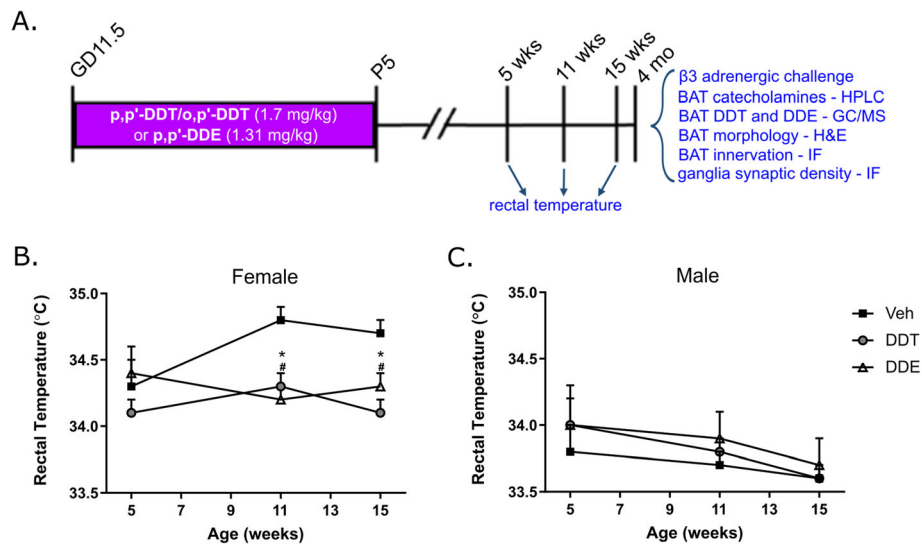 A.
GD11.5
P5
5 wks
11 wks
15 wks
4 mo
p,p'-DDT/o,p'-DDT (1.7 mg/kg)
or p,p'-DDE (1.31 mg/kg)
rectal temperature
β3 adrenergic challenge
BAT catecholamines - HPLC
BAT DDT and DDE - GC/MS
BAT morphology - H&E
BAT innervation - IF
ganglia synaptic density - IF
B.
Female
35.0
34.5
34.0
33.5
Rectal Temperature (°C)
*
#
*
#
5 7 9 11 13 15
Age (weeks)
C.
Male
35.0
34.5
34.0
33.5
Rectal Temperature (°C)
5 7 9 11 13 15
Age (weeks)
Veh
DDT
DDE